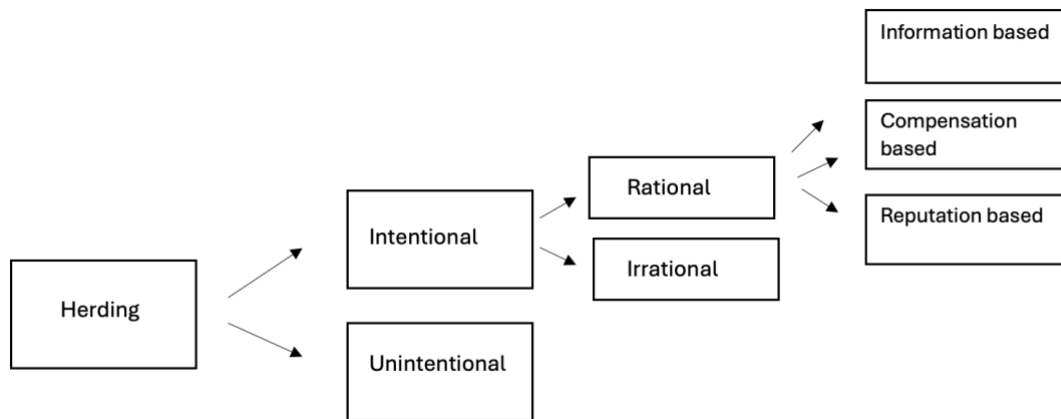 Herding
Intentional
Unintentional
Rational
Irrational
Information based
Compensation
based
Reputation based